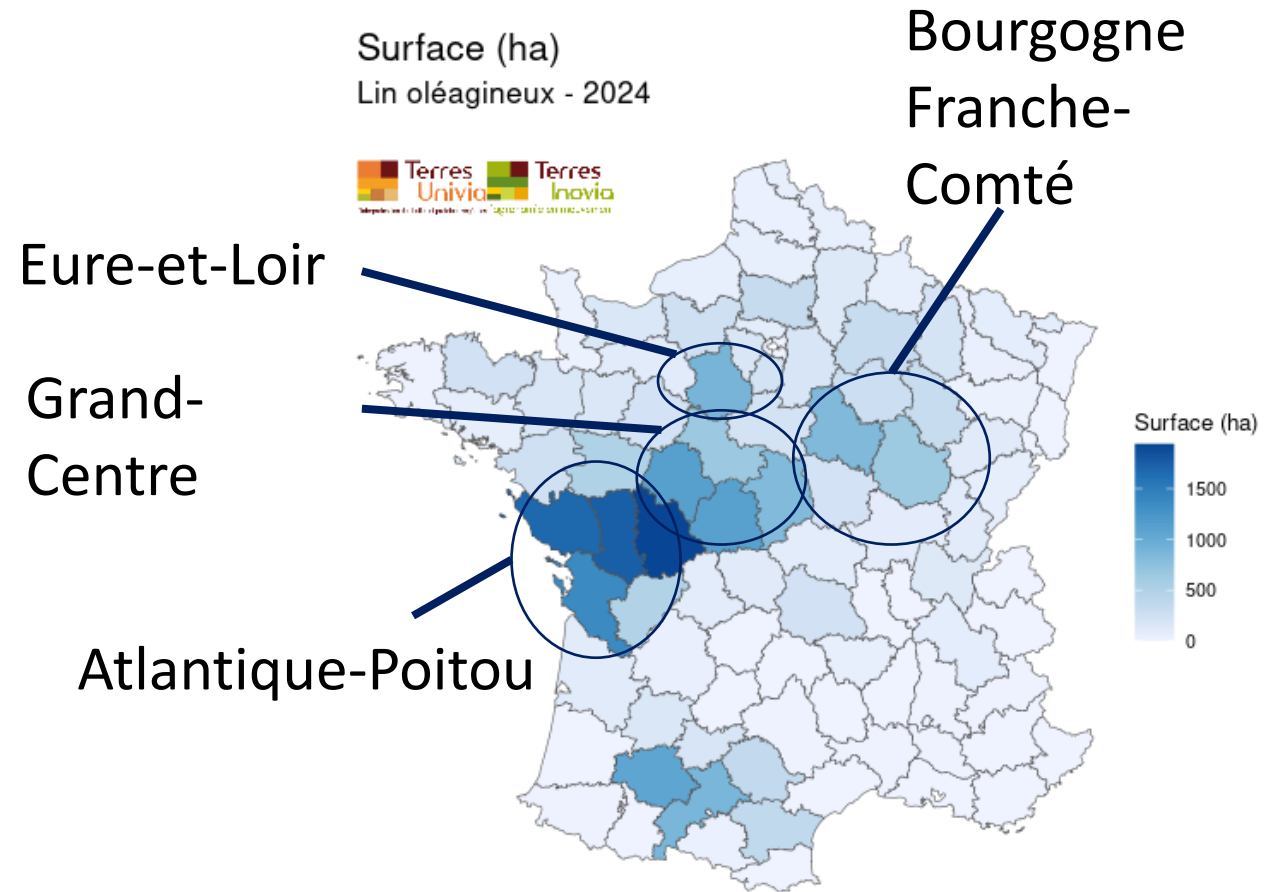 Surface (ha)
Lin oléagineux - 2024
Terres
Univia
Terres
Inovia
Bourgogne
Franche-
Comté
Eure-et-Loir
Grand-
Centre
Atlantique-Poitou
Surface (ha)
1500
1000
500
0